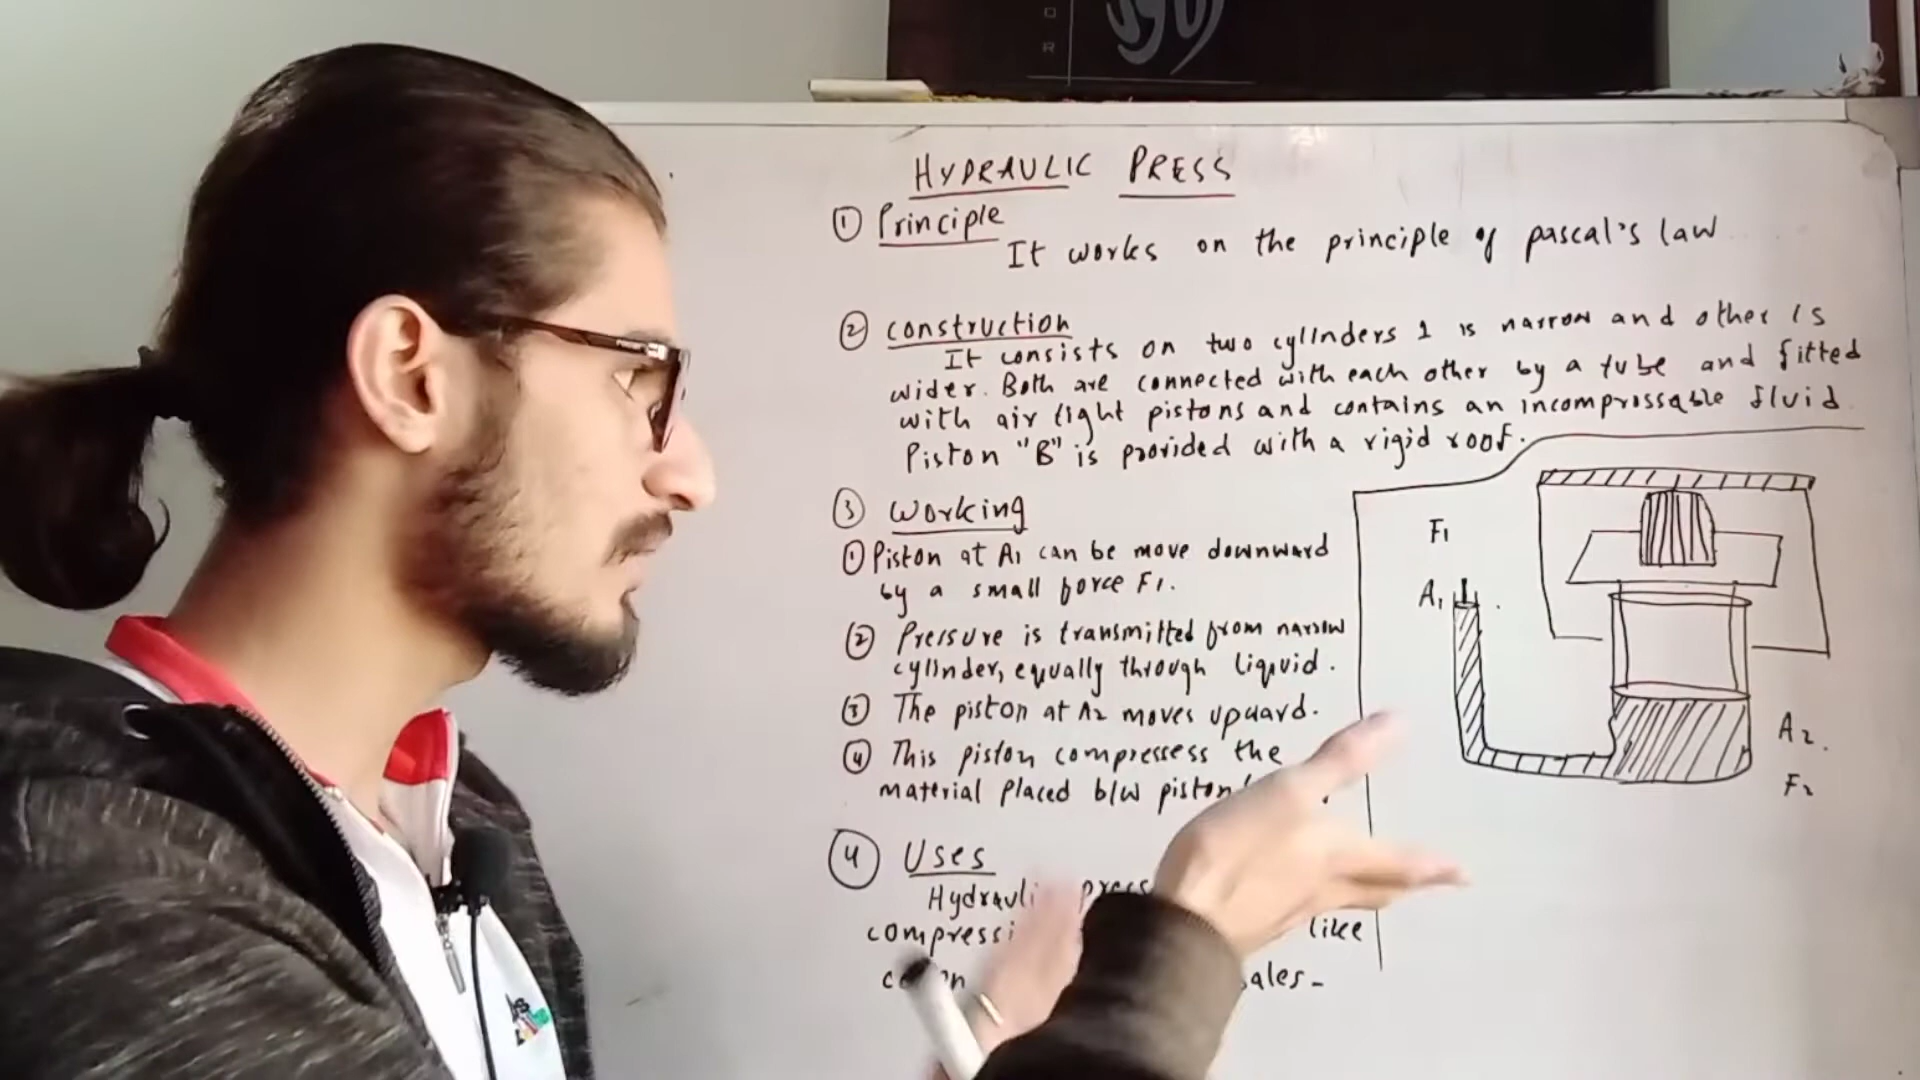 HYDRAULIC PRESS
① Principle
It works on the principle of pascal's law
② construction
It consists on two cylinders 1 is narrow and other is
wider. Both are connected with each other by a tube and fitted
with air tight pistons and contains an incompressable fluid.
Piston "B" is provided with a rigid roof.
③ Working
① Piston at A1 can be move downward
by a small force F1.
② Pressure is transmitted from narrow
cylinder, equally through liquid.
③ The piston at A2 moves upward.
④ This piston compressess the
material placed b/w piston
④ Uses
like
F1
A1
A2.
F2